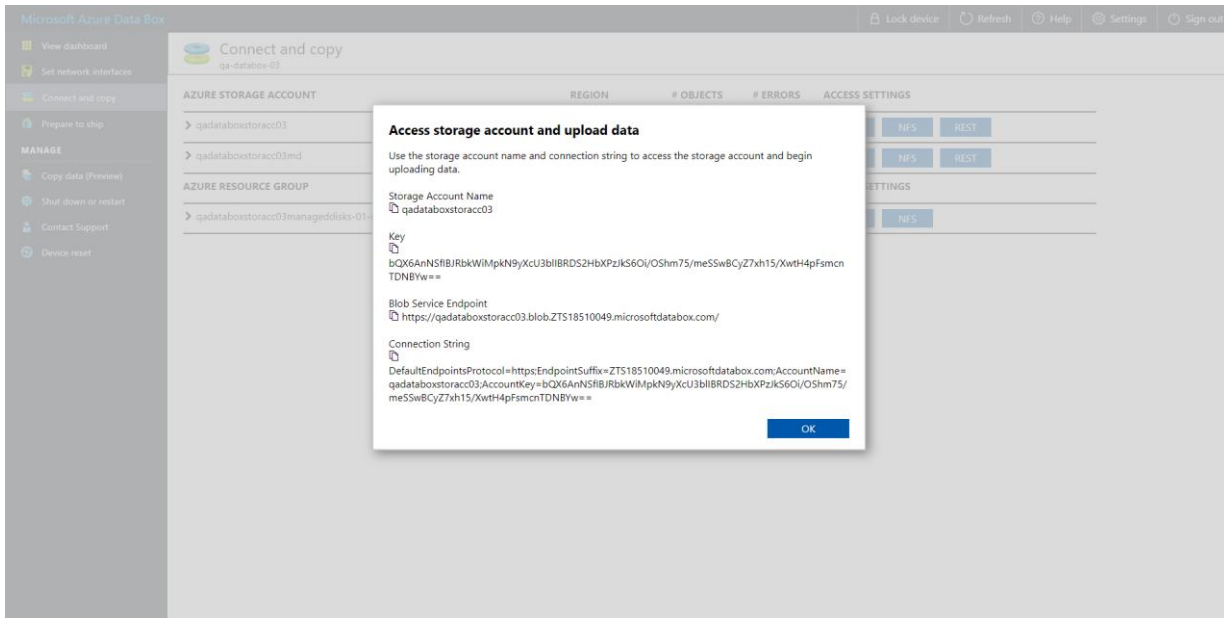 Microsoft Azure Data Box
Lock device
Refresh
Help
Settings
Sign out
View dashboard
Set network interfaces
Connect and copy
Prepare to ship
MANAGE
Copy data (Preview)
Shut down or restart
Contact Support
Device reset
Connect and copy
qa-databox-03
AZURE STORAGE ACCOUNT REGION # OBJECTS # ERRORS ACCESS SETTINGS
qadataboxstoracc03 NFS REST
qadataboxstoracc03md NFS REST
AZURE RESOURCE GROUP SETTINGS
qadataboxstoracc03manageddisks-01- NFS
Access storage account and upload data
Use the storage account name and connection string to access the storage account and begin
uploading data.
Storage Account Name
qadataboxstoracc03
Key
bQX6AnNSflBJRbkWiMpkN9yXcU3bllBRDS2HbXPzJkS6Oi/OShm75/meSSwBCyZ7xh15/XwtH4pFsmcn
TDNBYw==
Blob Service Endpoint
https://qadataboxstoracc03.blob.ZTS18510049.microsoftdatabox.com/
Connection String
DefaultEndpointsProtocol=https;EndpointSuffix=ZTS18510049.microsoftdatabox.com;AccountName=
qadataboxstoracc03;AccountKey=bQX6AnNSflBJRbkWiMpkN9yXcU3bllBRDS2HbXPzJkS6Oi/OShm75/
meSSwBCyZ7xh15/XwtH4pFsmcnTDNBYw==
OK